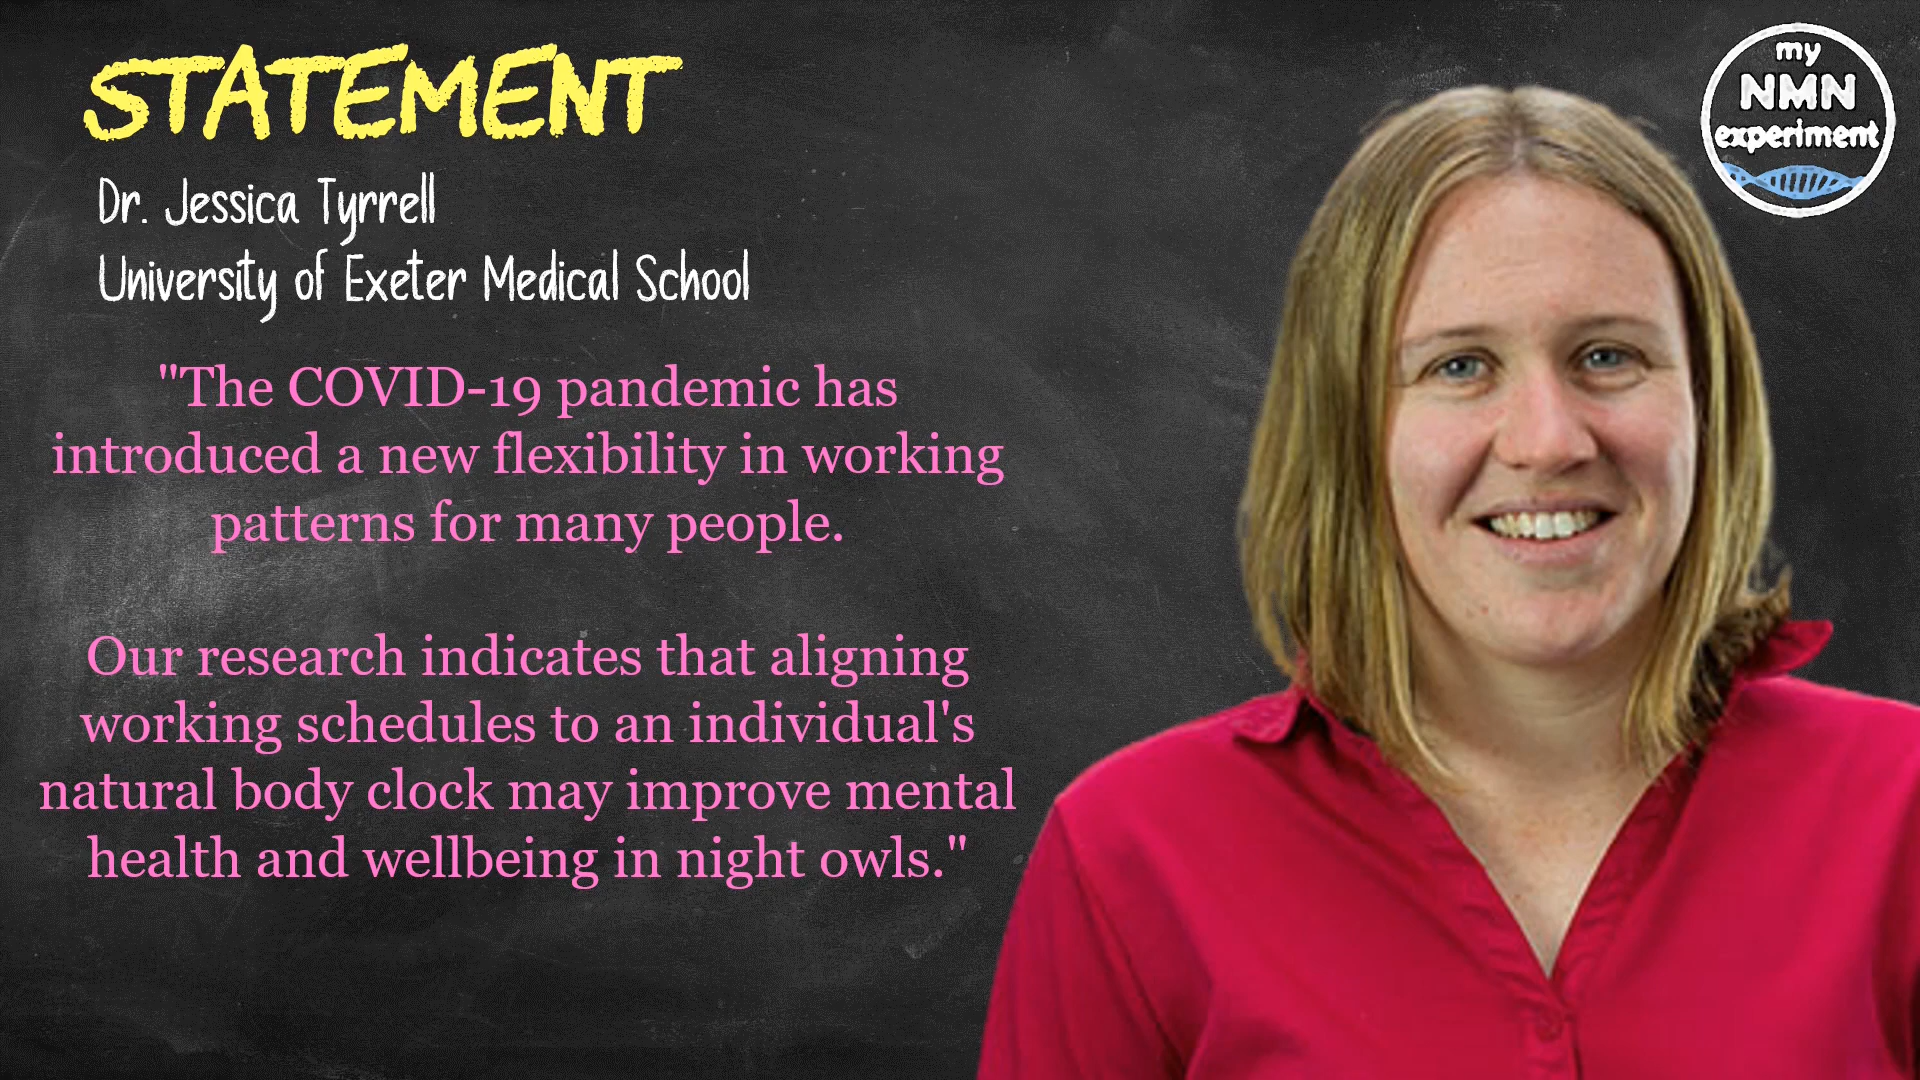 STATEMENT
my
NMN
experiment
Dr. Jessica Tyrrell
University of Exeter Medical School
"The COVID-19 pandemic has
introduced a new flexibility in working
patterns for many people.
Our research indicates that aligning
working schedules to an individual's
natural body clock may improve mental
health and wellbeing in night owls."